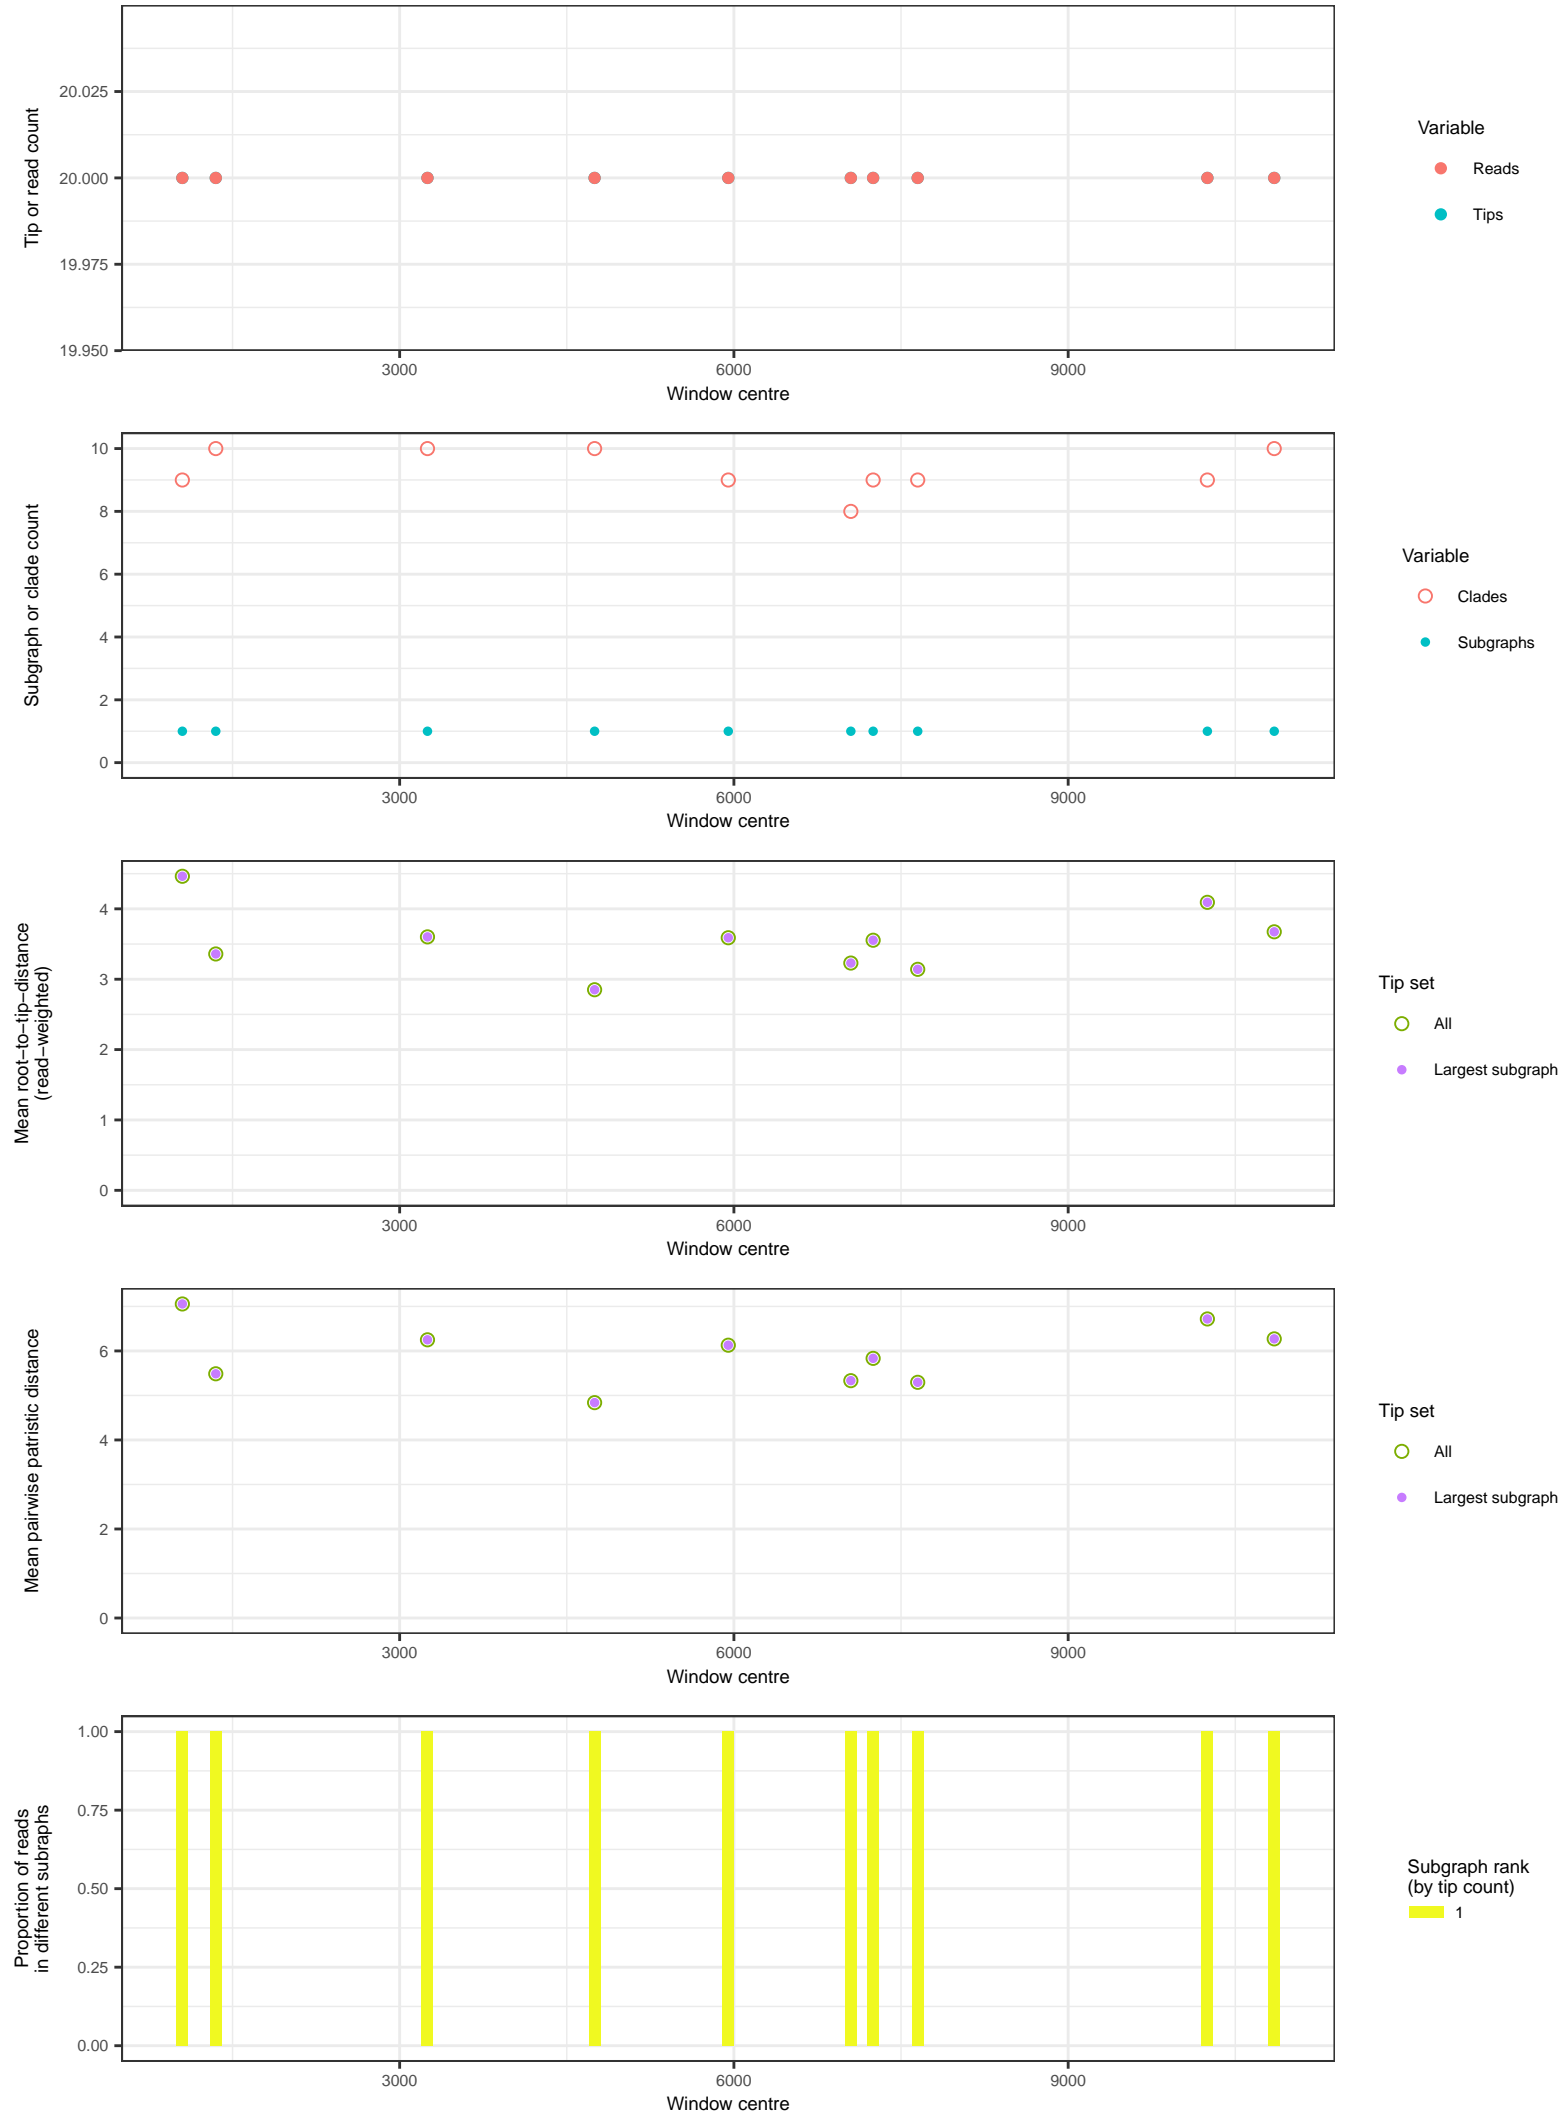 20.025
20.000
19.975
19.950
Tip or read count
3000
6000
9000
Window centre
Variable
Reads
Tips
10
8
6
4
2
0
Subgraph or clade count
3000
6000
9000
Window centre
Variable
Clades
Subgraphs
4
3
2
1
0
Mean root−to−tip−distance
(read−weighted)
3000
6000
9000
Window centre
Tip set
All
Largest subgraph
6
4
2
0
Mean pairwise patristic distance
3000
6000
9000
Window centre
Tip set
All
Largest subgraph
1.00
0.75
0.50
0.25
0.00
Proportion of reads
in different subraphs
3000
6000
9000
Window centre
Subgraph rank
(by tip count)
1